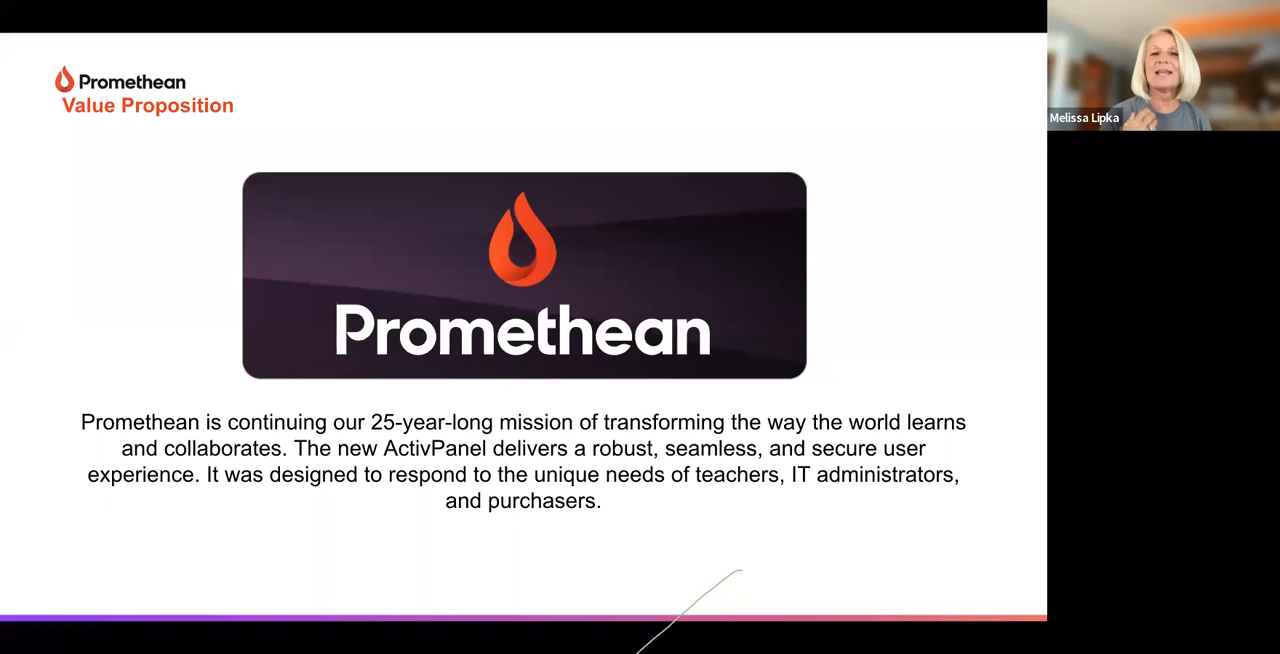 Promethean
Value Proposition
Melissa Lipka
Promethean
Promethean is continuing our 25-year-long mission of transforming the way the world learns
and collaborates. The new ActivPanel delivers a robust, seamless, and secure user
experience. It was designed to respond to the unique needs of teachers, IT administrators,
and purchasers.